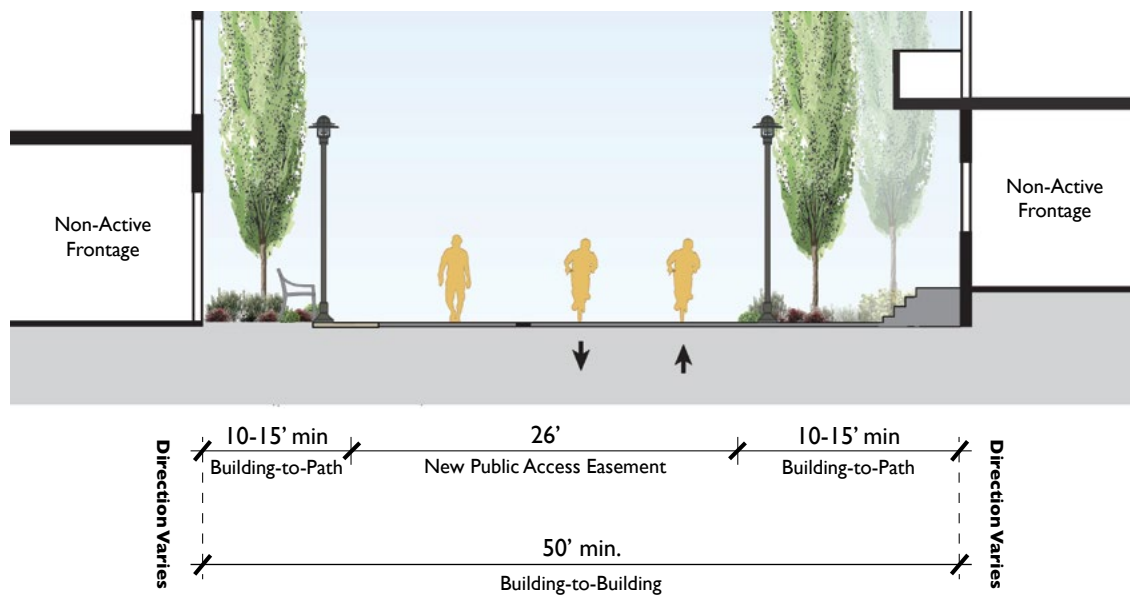 Non-Active
Frontage
Non-Active
Frontage
10-15’ min
26’
10-15’ min
Building-to-Path
New Public Access Easement
Building-to-Path
Direction Varies
Direction Varies
50’ min.
Building-to-Building